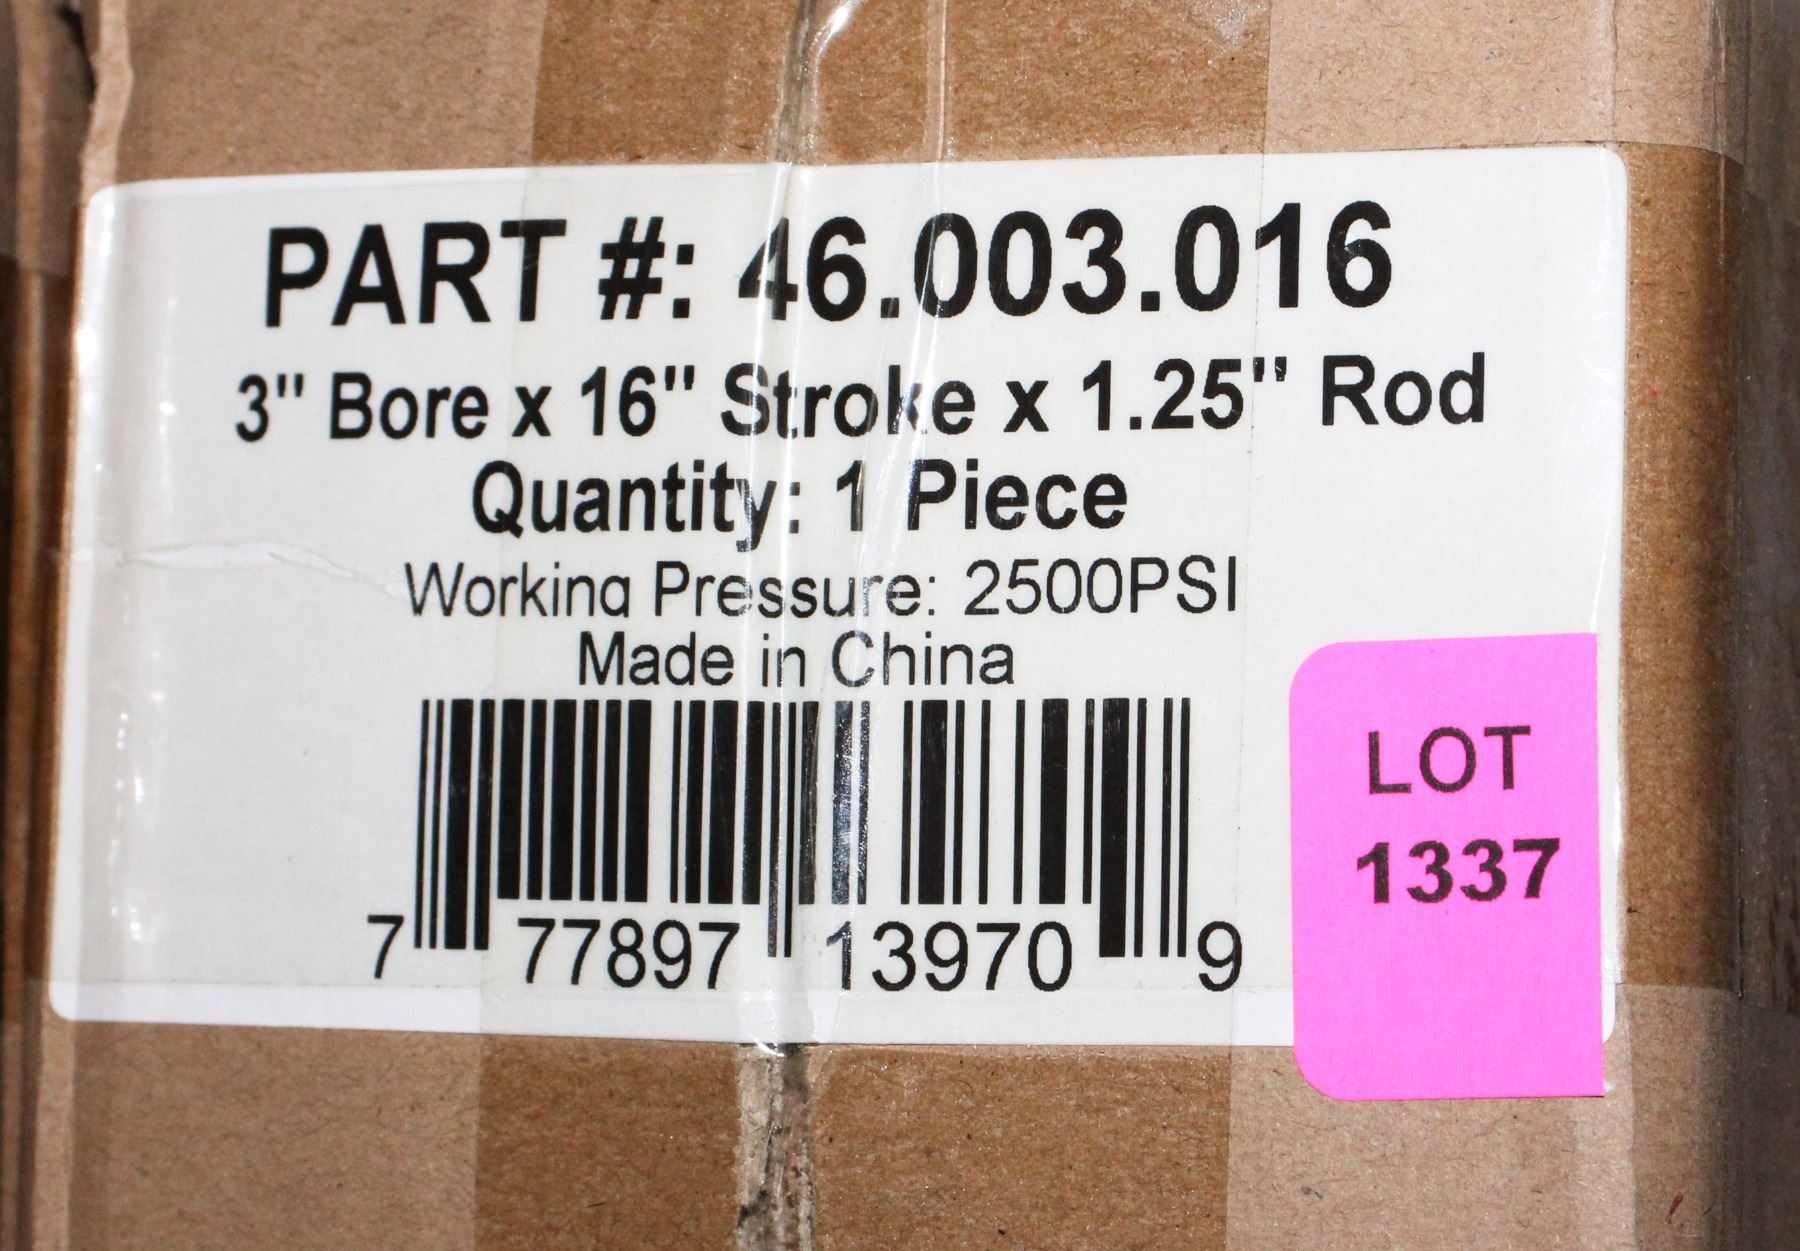 PART #: 46.003.016
3" Bore x 16" Stroke x 1.25" Rod
Quantity: 1 Piece
Working Pressure: 2500PSI
Made in China
7 77897 13970 9
LOT
1337